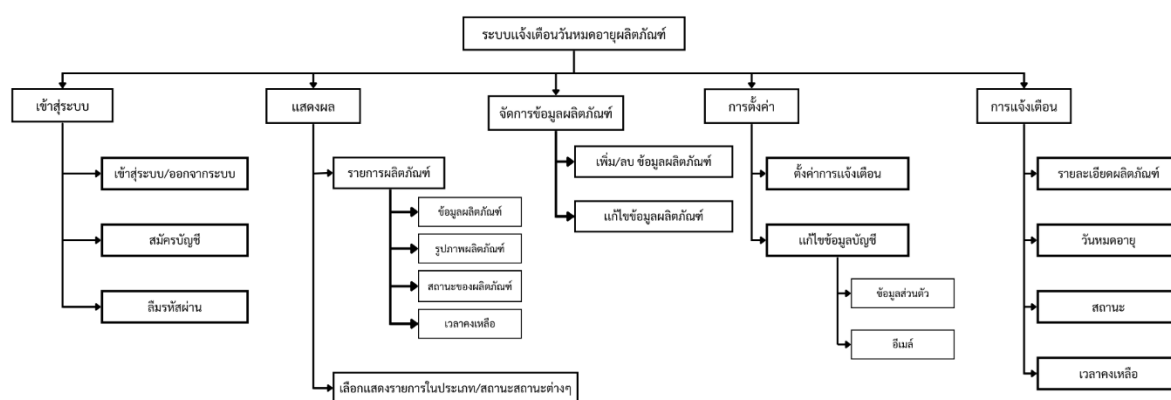 ระบบแจ้งเตือนวันหมดอายุผลิตภัณฑ์
เข้าสู่ระบบ
เข้าสู่ระบบ/ออกจากระบบ
สมัครบัญชี
ลืมรหัสผ่าน
แสดงผล
รายการผลิตภัณฑ์
ข้อมูลผลิตภัณฑ์
รูปภาพผลิตภัณฑ์
สถานะของผลิตภัณฑ์
เวลาคงเหลือ
เลือกแสดงรายการในประเภท/สถานะสถานะต่างๆ
จัดการข้อมูลผลิตภัณฑ์
เพิ่ม/ลบ ข้อมูลผลิตภัณฑ์
แก้ไขข้อมูลผลิตภัณฑ์
การตั้งค่า
ตั้งค่าการแจ้งเตือน
แก้ไขข้อมูลบัญชี
ข้อมูลส่วนตัว
อีเมล์
การแจ้งเตือน
รายละเอียดผลิตภัณฑ์
วันหมดอายุ
สถานะ
เวลาคงเหลือ